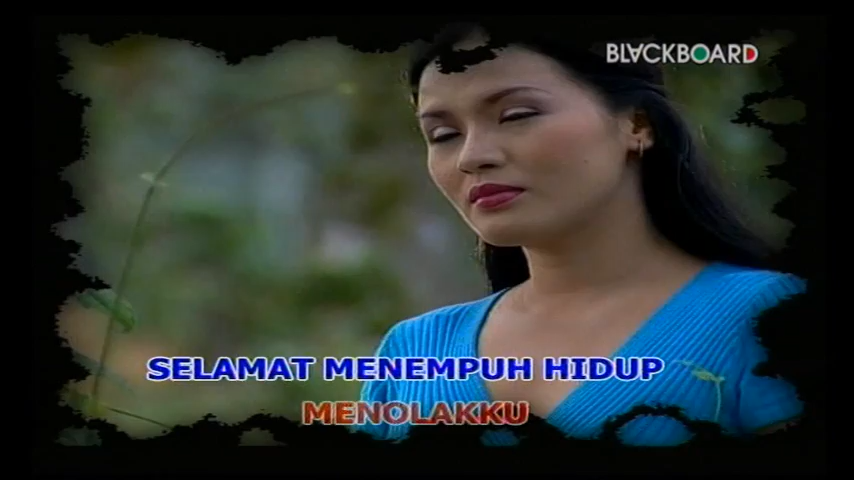 BLACKBOARD
SELAMAT MENEMPUH HIDUP
MENOLAKKU